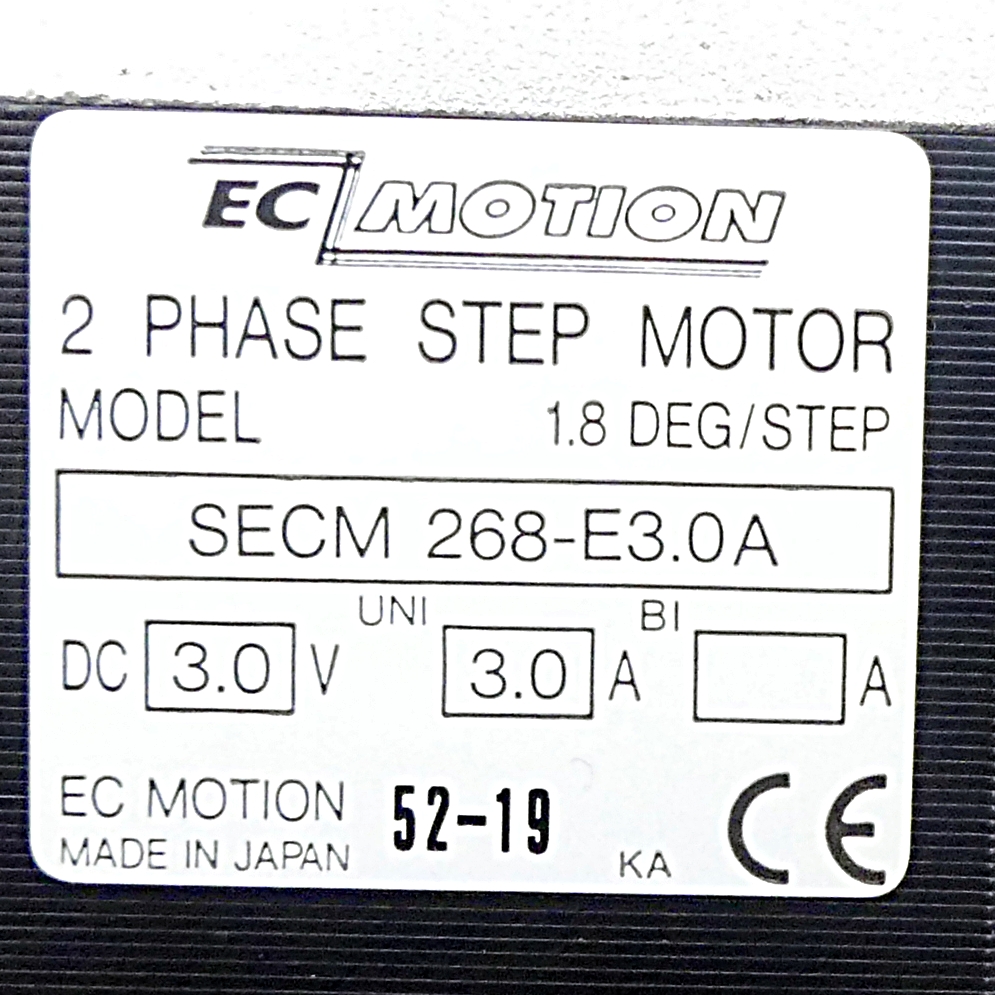 EC MOTION
2 PHASE STEP MOTOR
MODEL 1.8 DEG/STEP
SECM 268-E3.0A
UNI BI
DC 3.0 V 3.0 A A
EC MOTION 52-19
MADE IN JAPAN KA CE